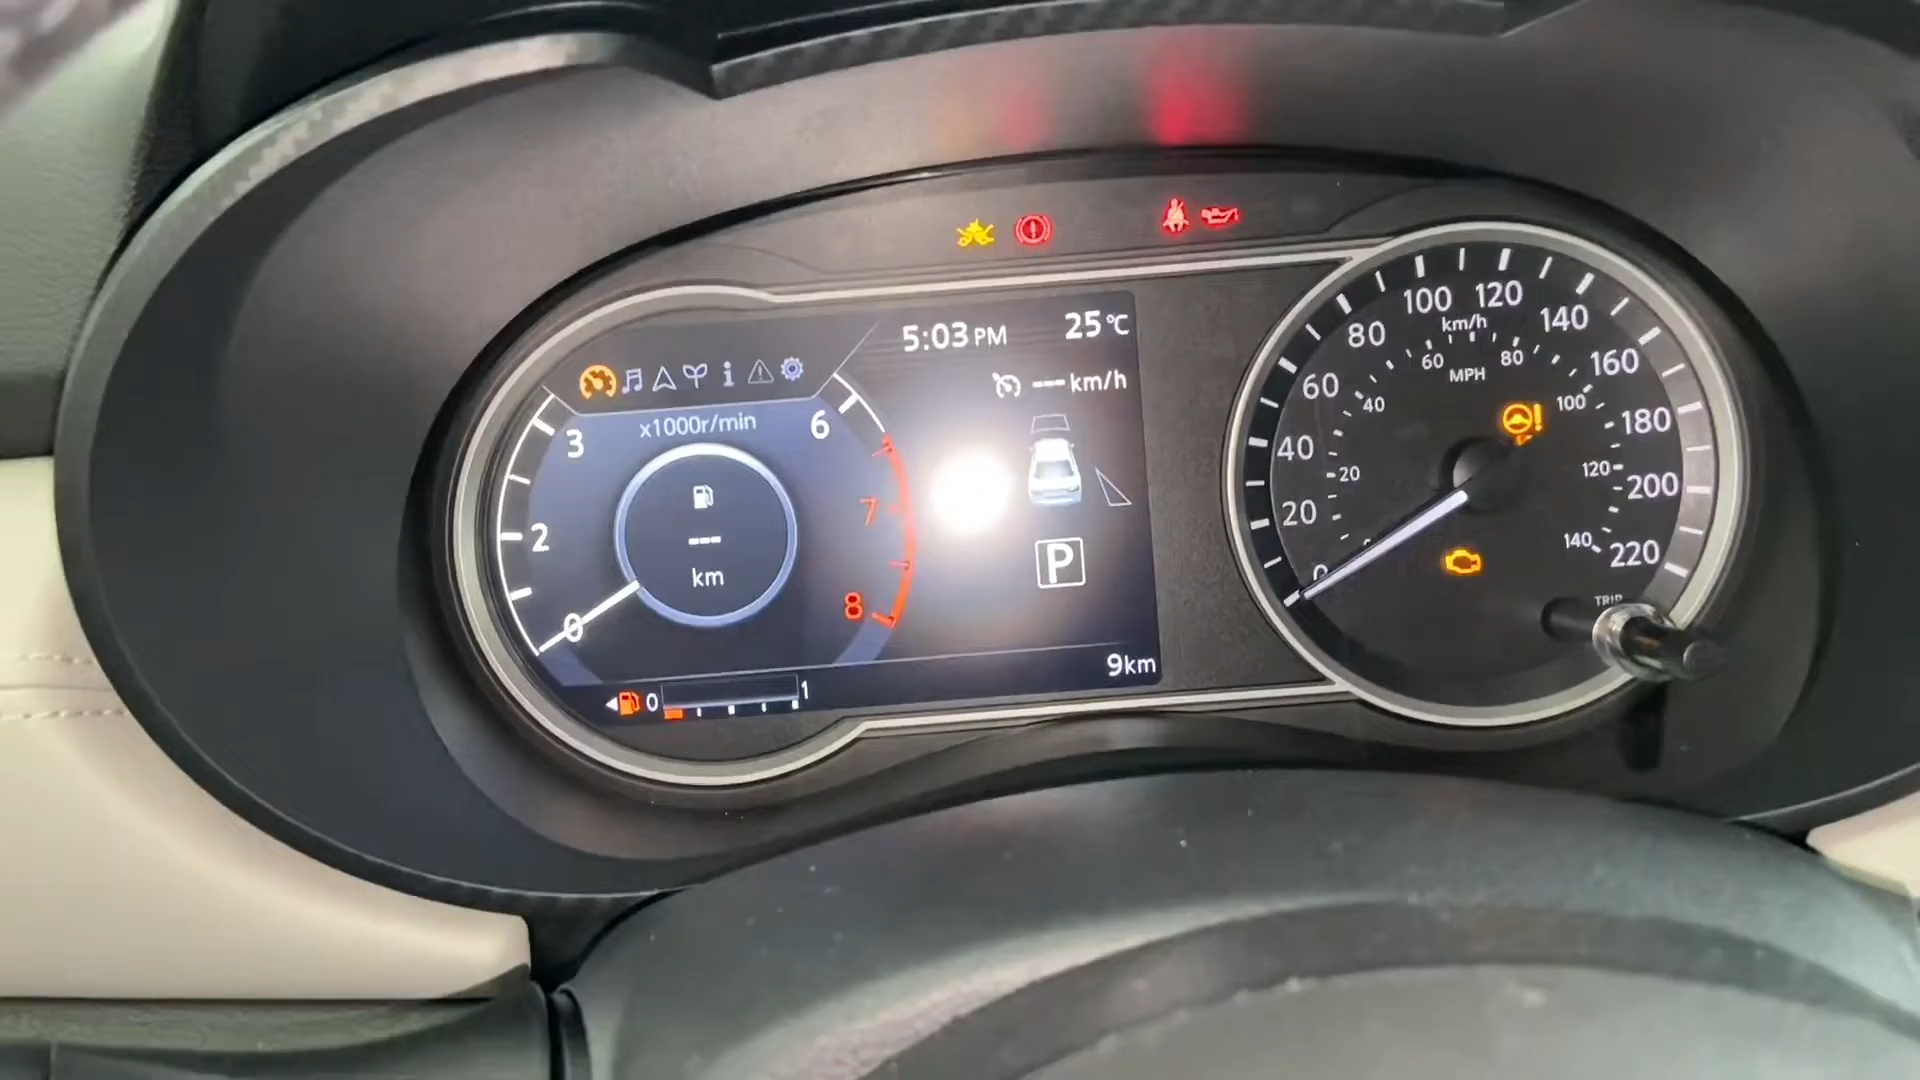 5:03 PM 25°C
--- km/h
x1000r/min
3 6
2 7
0 8
---
km
P
0 1
9km
100 120
80 km/h 140
60 60 80 160
MPH
40 100 180
40
20 120 200
20
0 140 220
TRIP